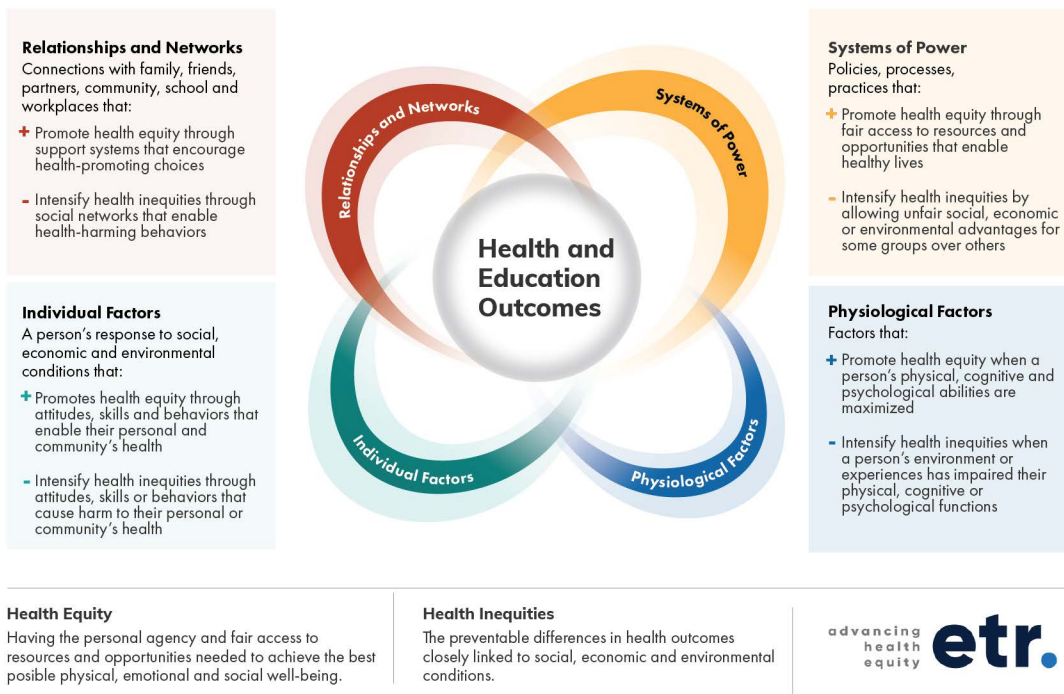 Relationships and Networks
Connections with family, friends,
partners, community, school and
workplaces that:
+ Promote health equity through
support systems that encourage
health-promoting choices
- Intensify health inequities through
social networks that enable
health-harming behaviors
Individual Factors
A person's response to social,
economic and environmental
conditions that:
+ Promotes health equity through
attitudes, skills and behaviors that
enable their personal and
community's health
- Intensify health inequities through
attitudes, skills or behaviors that
cause harm to their personal or
community's health
Relationships and Networks
Systems of Power
Health and
Education
Outcomes
Individual Factors
Physiological Factors
Systems of Power
Policies, processes,
practices that:
+ Promote health equity through
fair access to resources and
opportunities that enable
healthy lives
- Intensify health inequities by
allowing unfair social, economic
or environmental advantages for
some groups over others
Physiological Factors
Factors that:
+ Promote health equity when a
person's physical, cognitive and
psychological abilities are
maximized
- Intensify health inequities when
a person's environment or
experiences has impaired their
physical, cognitive or
psychological functions
Health Equity
Having the personal agency and fair access to
resources and opportunities needed to achieve the best
posible physical, emotional and social well-being.
Health Inequities
The preventable differences in health outcomes
closely linked to social, economic and environmental
conditions.
advancing
health
equity
etr.